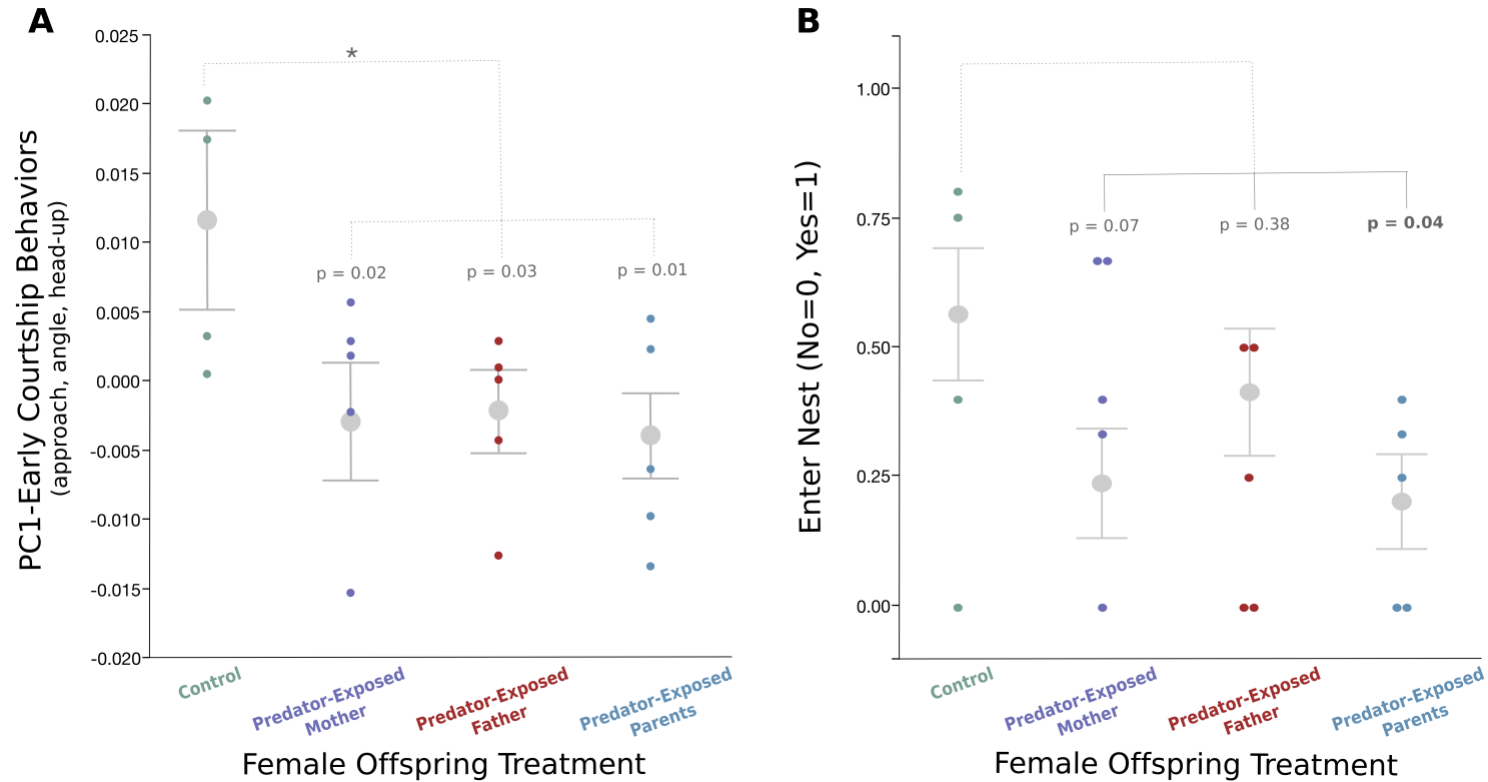 A
PC1-Early Courtship Behaviors
(approach, angle, head-up)
0.025
0.020
0.015
0.010
0.005
0.000
-0.005
-0.010
-0.015
-0.020
*
p = 0.02
p = 0.03
p = 0.01
Control
Predator-Exposed
Mother
Predator-Exposed
Father
Predator-Exposed
Parents
Female Offspring Treatment
B
Enter Nest (No=0, Yes=1)
1.00
0.75
0.50
0.25
0.00
p = 0.07
p = 0.38
p = 0.04
Control
Predator-Exposed
Mother
Predator-Exposed
Father
Predator-Exposed
Parents
Female Offspring Treatment